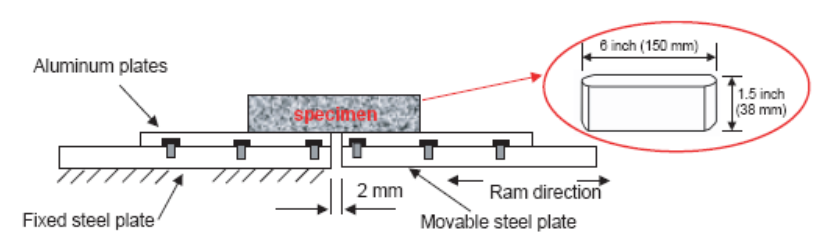 Aluminum plates
specimen
6 inch (150 mm)
1.5 inch
(38 mm)
2 mm
Ram direction
Fixed steel plate
Movable steel plate